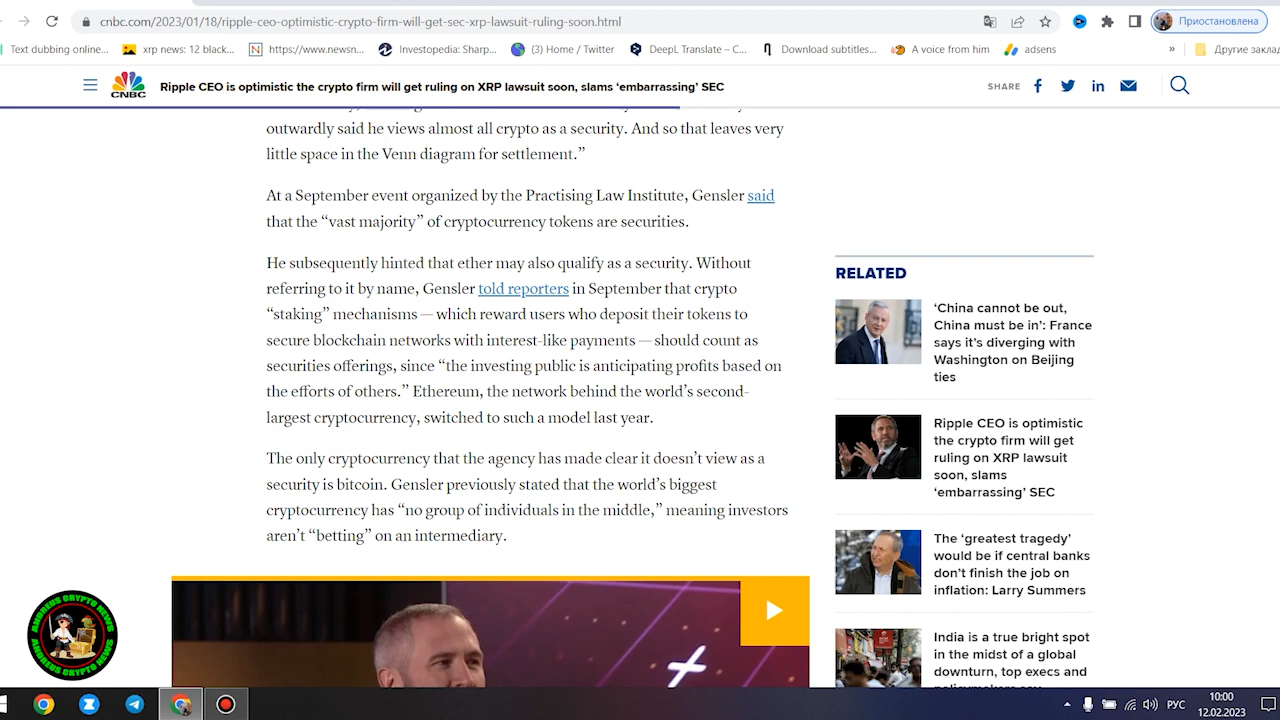 cnbc.com/2023/01/18/ripple-ceo-optimistic-crypto-firm-will-get-sec-xrp-lawsuit-ruling-soon.html
Приостановлена
Text dubbing online...
xrp news: 12 black...
https://www.newsn...
Investopedia: Sharp...
(3) Home / Twitter
DeepL Translate – C...
Download subtitles...
A voice from him
adsens
»
Другие закла
CNBC
Ripple CEO is optimistic the crypto firm will get ruling on XRP lawsuit soon, slams ‘embarrassing’ SEC
SHARE
outwardly said he views almost all crypto as a security. And so that leaves very
little space in the Venn diagram for settlement.”
At a September event organized by the Practising Law Institute, Gensler said
that the “vast majority” of cryptocurrency tokens are securities.
He subsequently hinted that ether may also qualify as a security. Without
referring to it by name, Gensler told reporters in September that crypto
“staking” mechanisms — which reward users who deposit their tokens to
secure blockchain networks with interest-like payments — should count as
securities offerings, since “the investing public is anticipating profits based on
the efforts of others.” Ethereum, the network behind the world’s second-
largest cryptocurrency, switched to such a model last year.
The only cryptocurrency that the agency has made clear it doesn’t view as a
security is bitcoin. Gensler previously stated that the world’s biggest
cryptocurrency has “no group of individuals in the middle,” meaning investors
aren’t “betting” on an intermediary.
RELATED
‘China cannot be out,
China must be in’: France
says it’s diverging with
Washington on Beijing
ties
Ripple CEO is optimistic
the crypto firm will get
ruling on XRP lawsuit
soon, slams
‘embarrassing’ SEC
The ‘greatest tragedy’
would be if central banks
don’t finish the job on
inflation: Larry Summers
India is a true bright spot
in the midst of a global
downturn, top execs and
ANDREUS CRYPTO NEWS
ANDREUS CRYPTO NEWS
РУС
10:00
12.02.2023